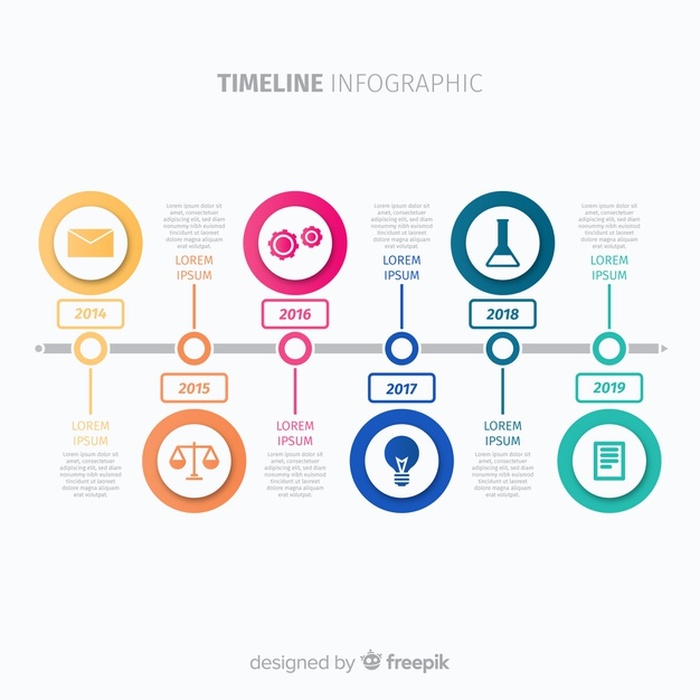 TIMELINE INFOGRAPHIC
2014
LOREM
IPSUM
Lorem ipsum dolor sit
amet, consectetuer
adipiscing elit, sed diam
nonummy nibh euismod
tincidunt ut laoreet
dolore magna aliquam
erat volutpat.
Lorem ipsum dolor sit
amet, consectetuer
adipiscing elit, sed diam
nonummy nibh euismod
tincidunt ut laoreet
dolore magna aliquam
erat volutpat.
LOREM
IPSUM
2015
2016
LOREM
IPSUM
Lorem ipsum dolor sit
amet, consectetuer
adipiscing elit, sed diam
nonummy nibh euismod
tincidunt ut laoreet
dolore magna aliquam
erat volutpat.
Lorem ipsum dolor sit
amet, consectetuer
adipiscing elit, sed diam
nonummy nibh euismod
tincidunt ut laoreet
dolore magna aliquam
erat volutpat.
LOREM
IPSUM
2017
2018
LOREM
IPSUM
Lorem ipsum dolor sit
amet, consectetuer
adipiscing elit, sed diam
nonummy nibh euismod
tincidunt ut laoreet
dolore magna aliquam
erat volutpat.
Lorem ipsum dolor sit
amet, consectetuer
adipiscing elit, sed diam
nonummy nibh euismod
tincidunt ut laoreet
dolore magna aliquam
erat volutpat.
LOREM
IPSUM
2019
designed by freepik